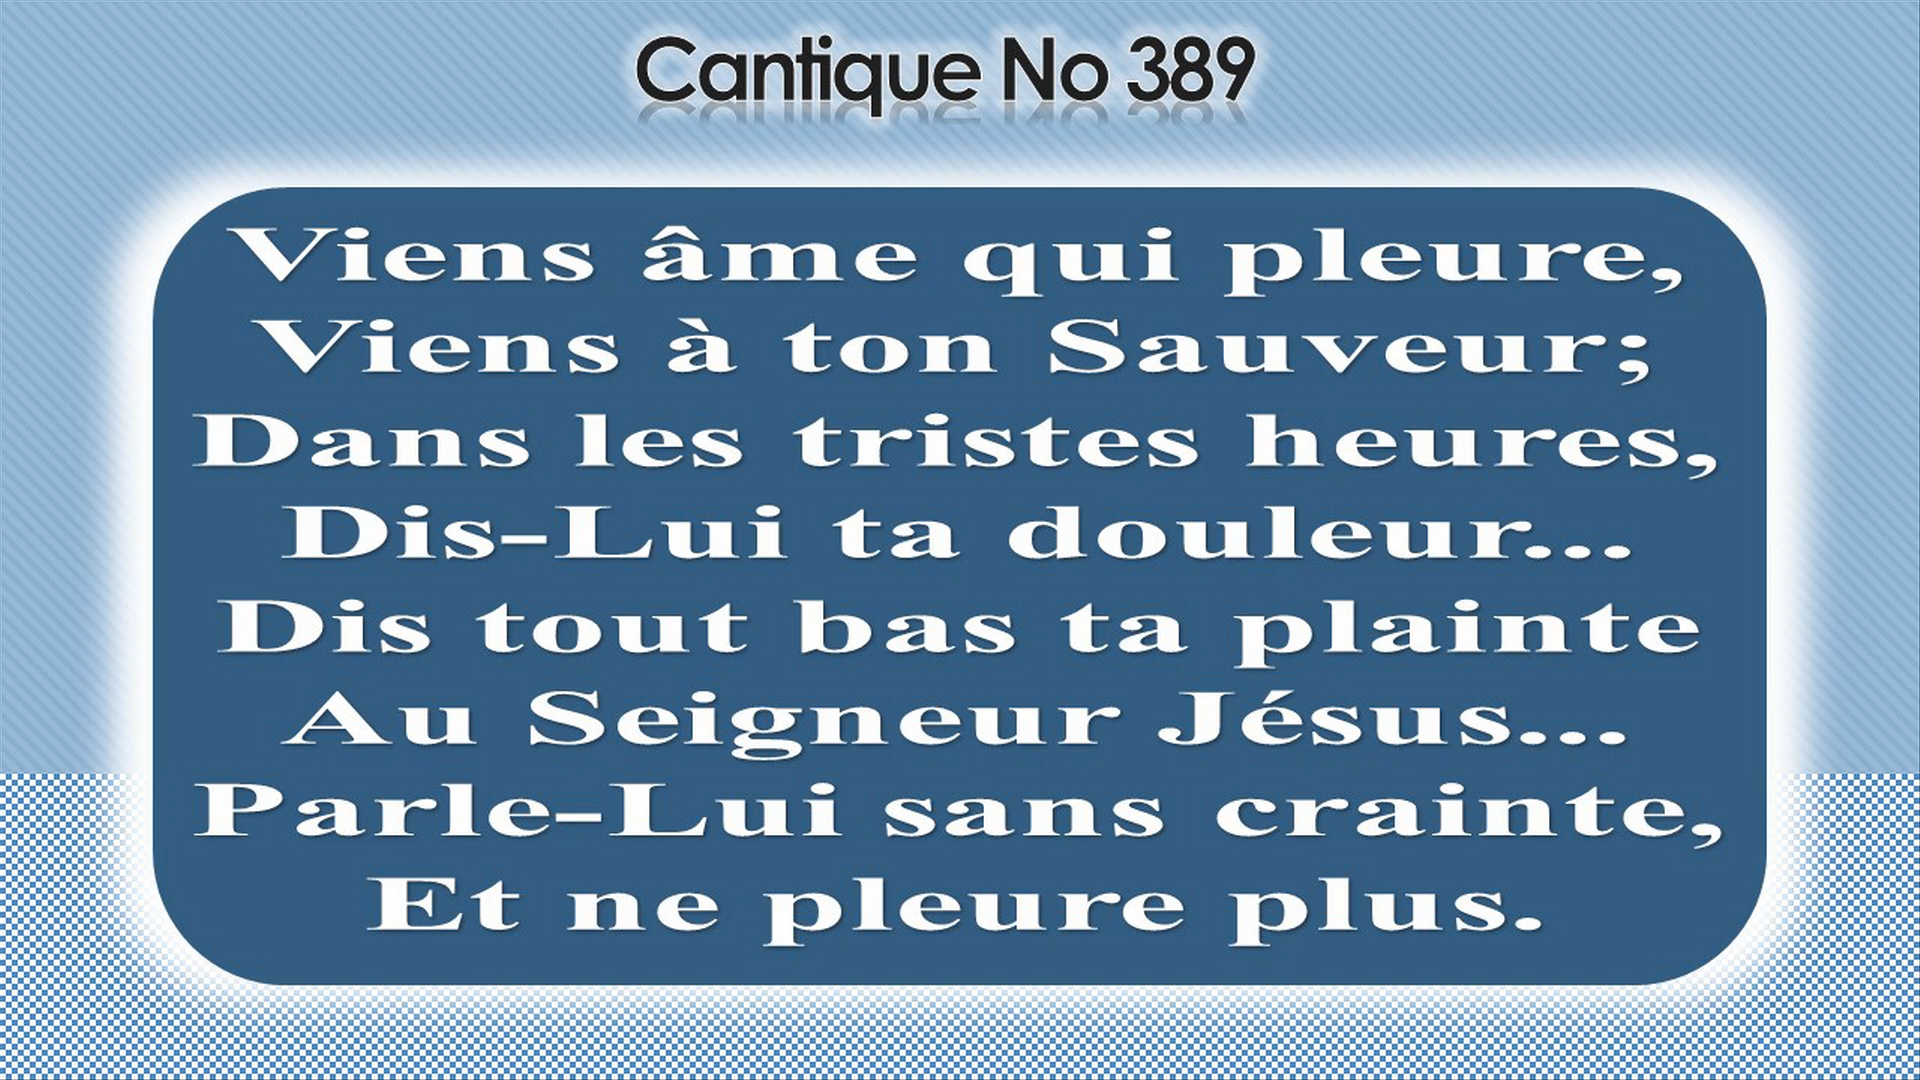 Cantique No 389
Viens âme qui pleure,
Viens à ton Sauveur;
Dans les tristes heures,
Dis-Lui ta douleur...
Dis tout bas ta plainte
Au Seigneur Jésus...
Parle-Lui sans crainte,
Et ne pleure plus.